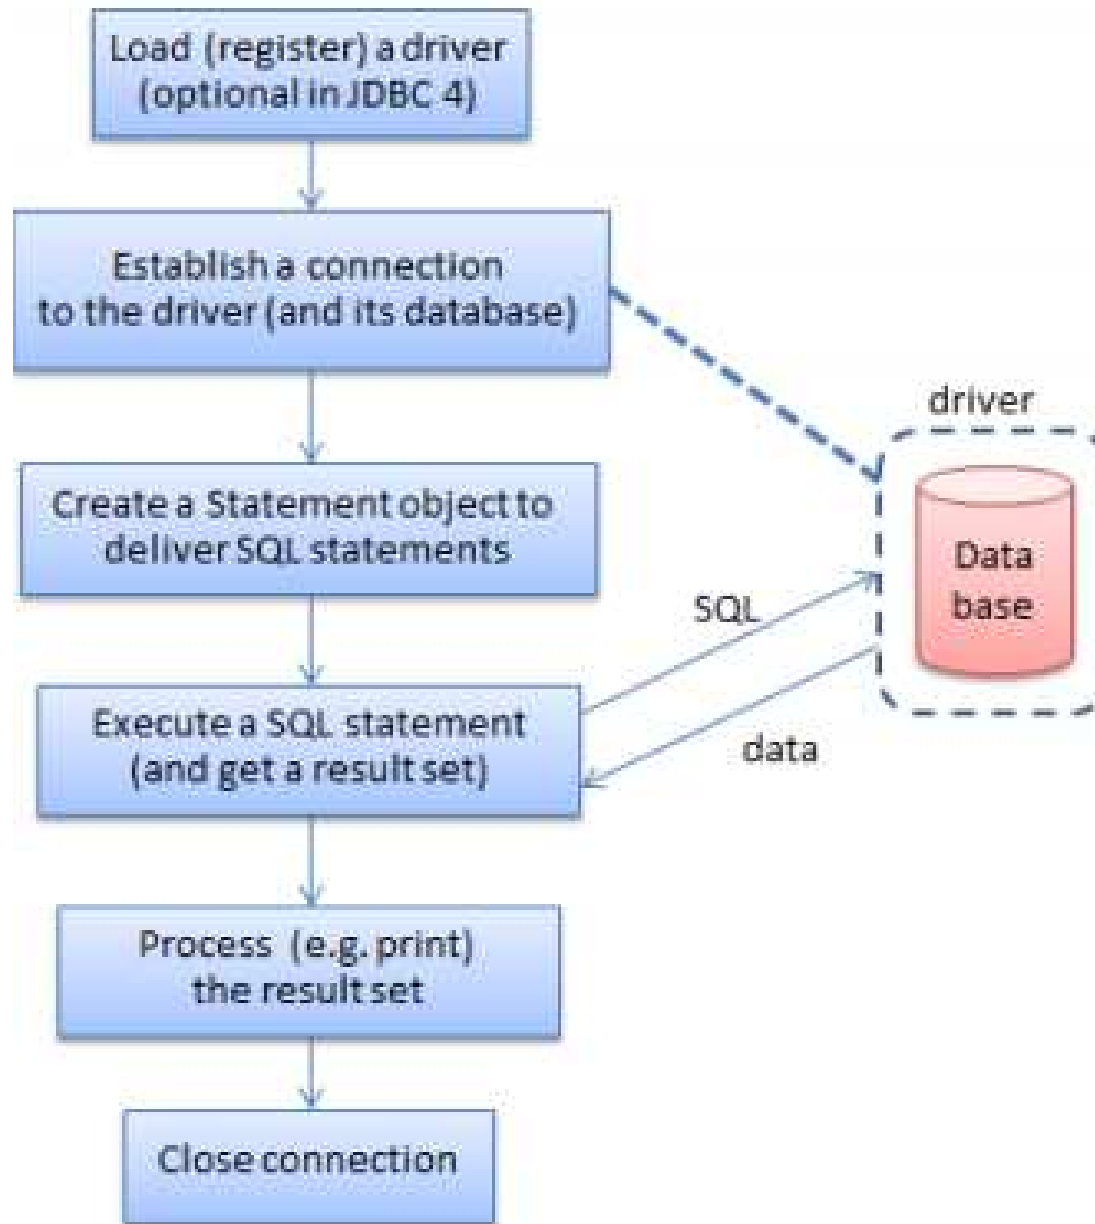 Load (register) a driver
(optional in JDBC 4)
Establish a connection
to the driver (and its database)
driver
Create a Statement object to
deliver SQL statements
Data
base
SQL
Execute a SQL statement
(and get a result set)
data
Process (e.g. print)
the result set
Close connection